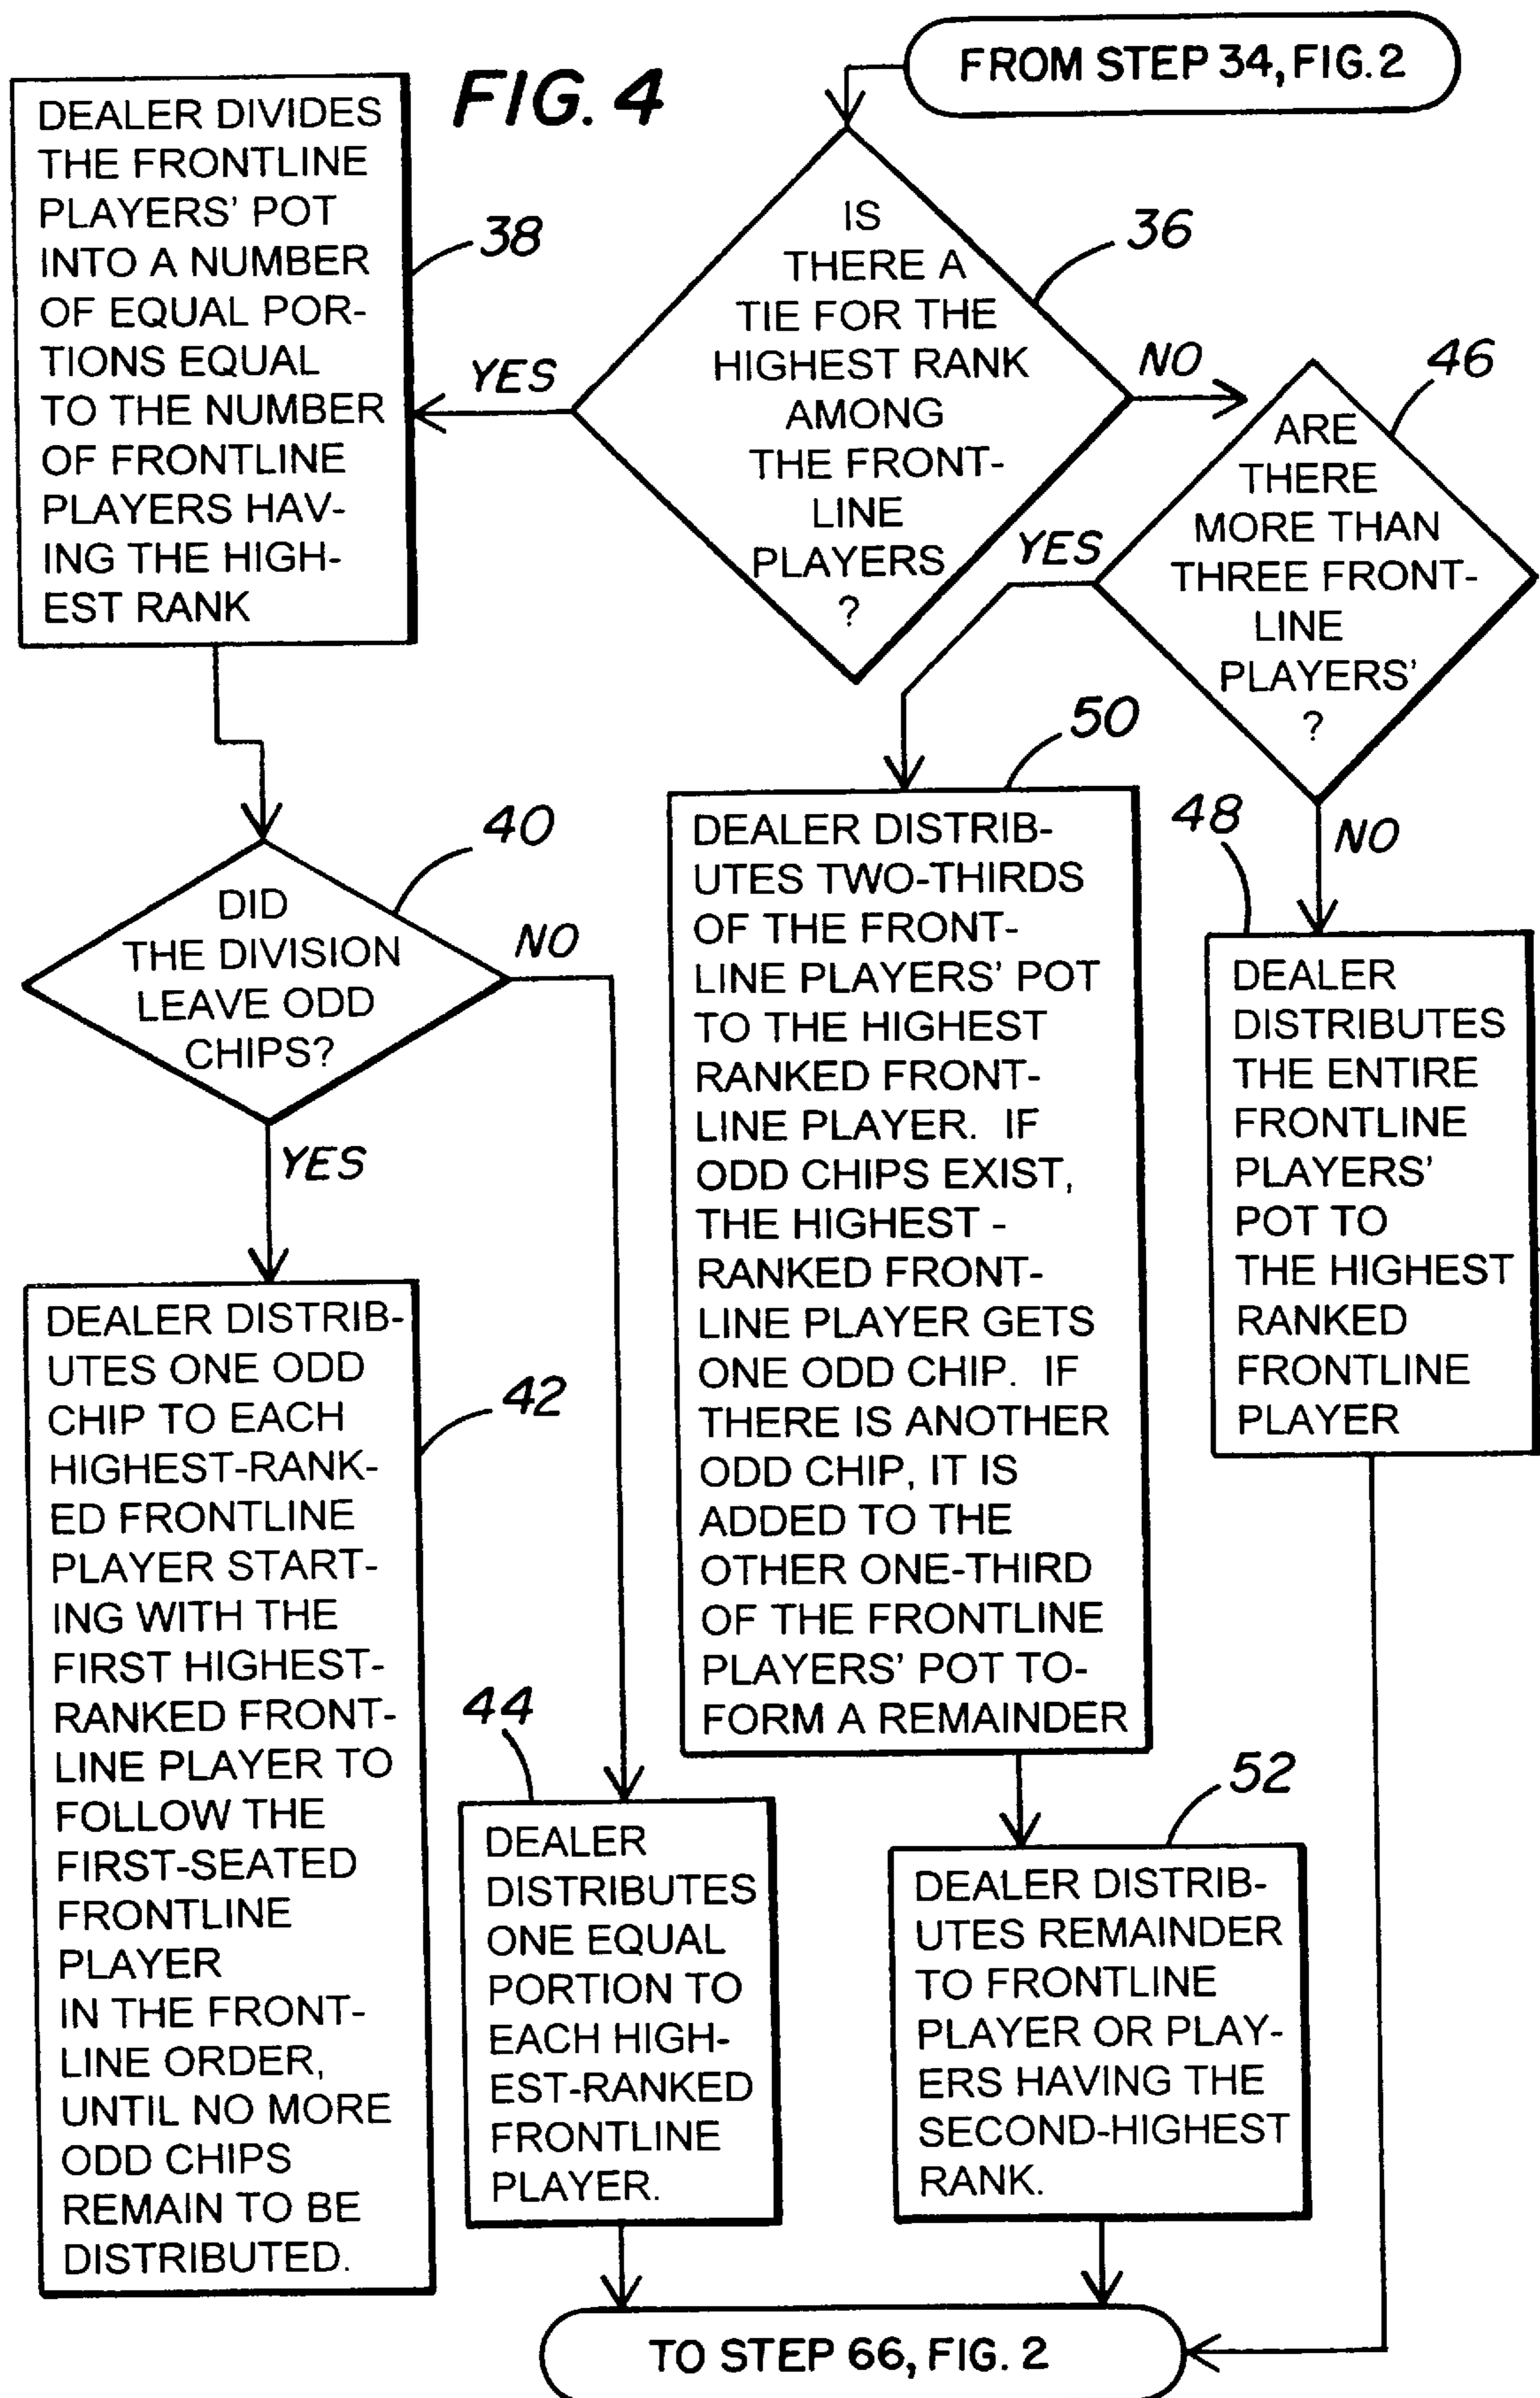 FIG. 4
FROM STEP 34, FIG. 2
IS
THERE A
TIE FOR THE
HIGHEST RANK
AMONG
THE FRONT-
LINE
PLAYERS
?
36
YES
NO
DEALER DIVIDES
THE FRONTLINE
PLAYERS' POT
INTO A NUMBER
OF EQUAL POR-
TIONS EQUAL
TO THE NUMBER
OF FRONTLINE
PLAYERS HAV-
ING THE HIGH-
EST RANK
38
46
ARE
THERE
MORE THAN
THREE FRONT-
LINE
PLAYERS'
?
YES
NO
DID
THE DIVISION
LEAVE ODD
CHIPS?
40
NO
YES
50
DEALER DISTRIB-
UTES TWO-THIRDS
OF THE FRONT-
LINE PLAYERS' POT
TO THE HIGHEST
RANKED FRONT-
LINE PLAYER. IF
ODD CHIPS EXIST,
THE HIGHEST -
RANKED FRONT-
LINE PLAYER GETS
ONE ODD CHIP. IF
THERE IS ANOTHER
ODD CHIP, IT IS
ADDED TO THE
OTHER ONE-THIRD
OF THE FRONTLINE
PLAYERS' POT TO-
FORM A REMAINDER
48
DEALER
DISTRIBUTES
THE ENTIRE
FRONTLINE
PLAYERS'
POT TO
THE HIGHEST
RANKED
FRONTLINE
PLAYER
DEALER DISTRIB-
UTES ONE ODD
CHIP TO EACH
HIGHEST-RANK-
ED FRONTLINE
PLAYER START-
ING WITH THE
FIRST HIGHEST-
RANKED FRONT-
LINE PLAYER TO
FOLLOW THE
FIRST-SEATED
FRONTLINE
PLAYER
IN THE FRONT-
LINE ORDER,
UNTIL NO MORE
ODD CHIPS
REMAIN TO BE
DISTRIBUTED.
42
44
DEALER
DISTRIBUTES
ONE EQUAL
PORTION TO
EACH HIGH-
EST-RANKED
FRONTLINE
PLAYER.
52
DEALER DISTRIB-
UTES REMAINDER
TO FRONTLINE
PLAYER OR PLAY-
ERS HAVING THE
SECOND-HIGHEST
RANK.
TO STEP 66, FIG. 2